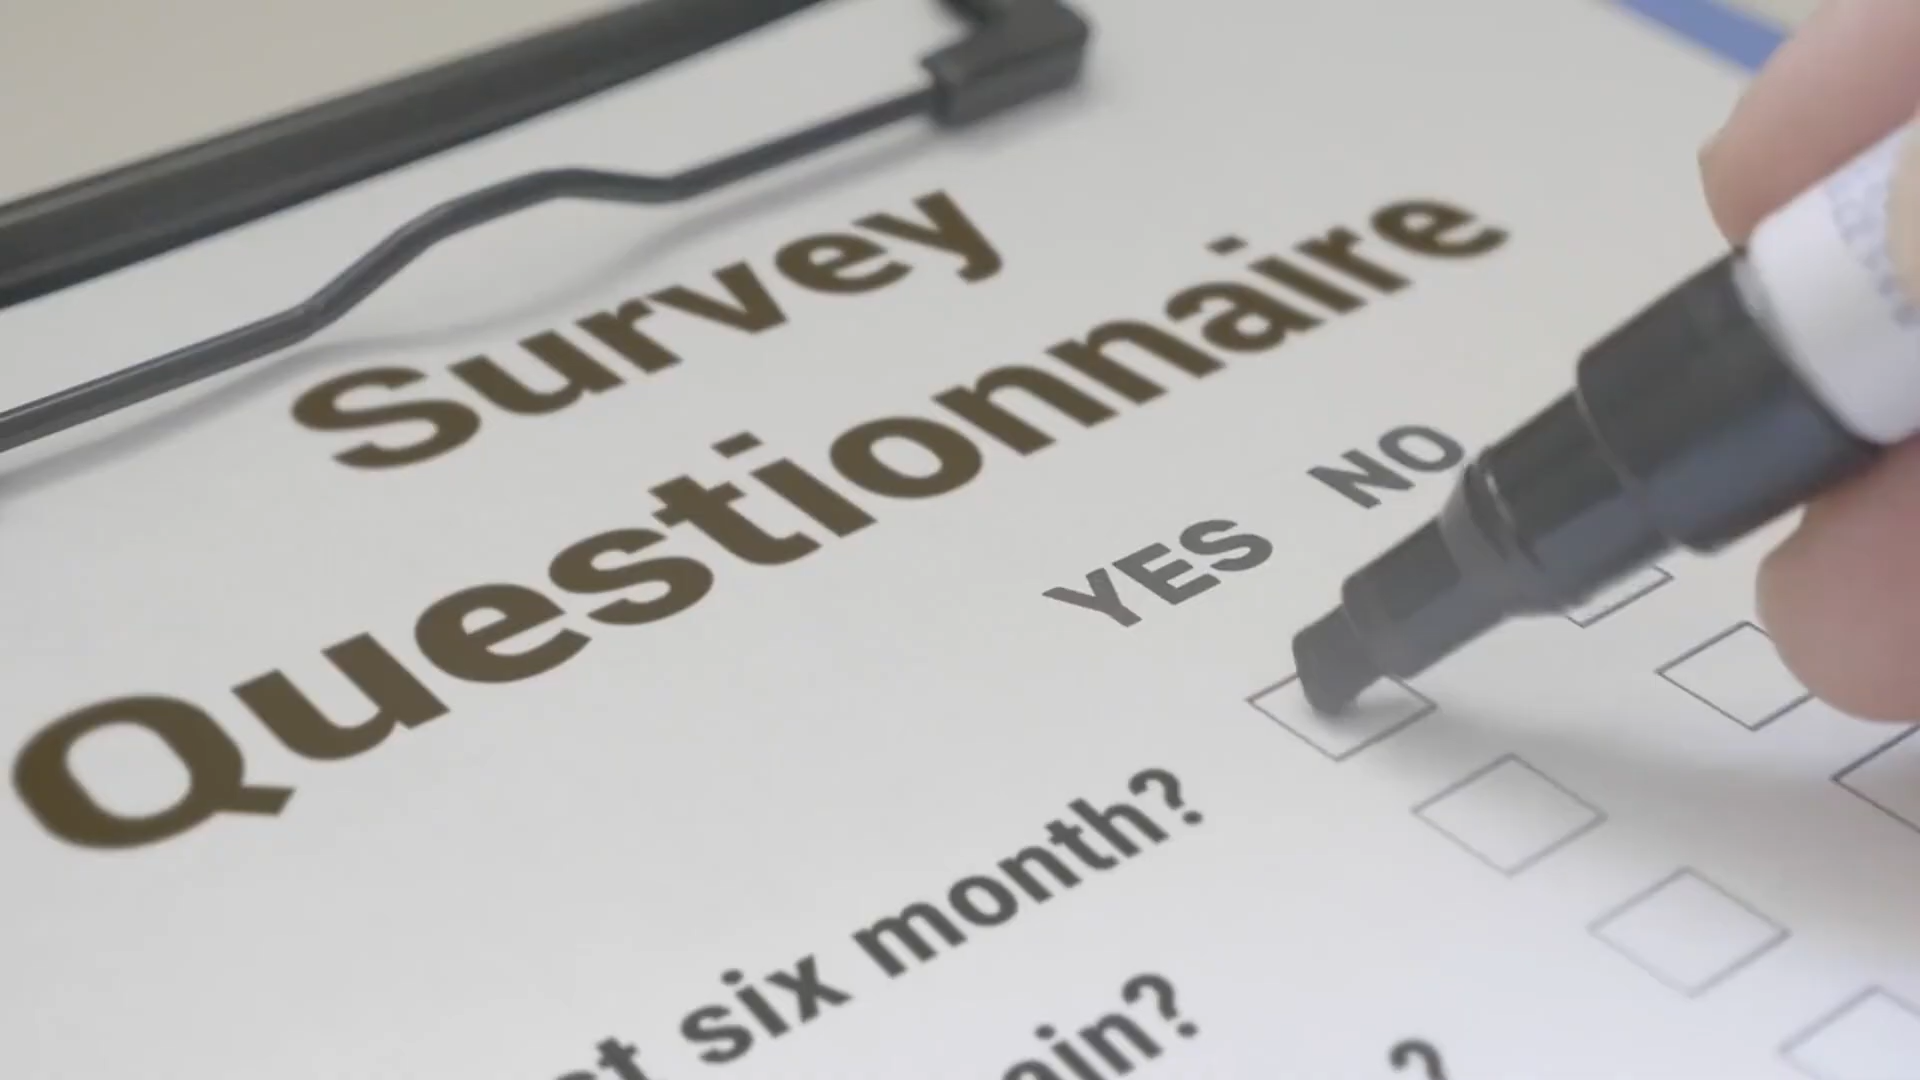 Survey
Questionnaire
YES NO
six month?
?